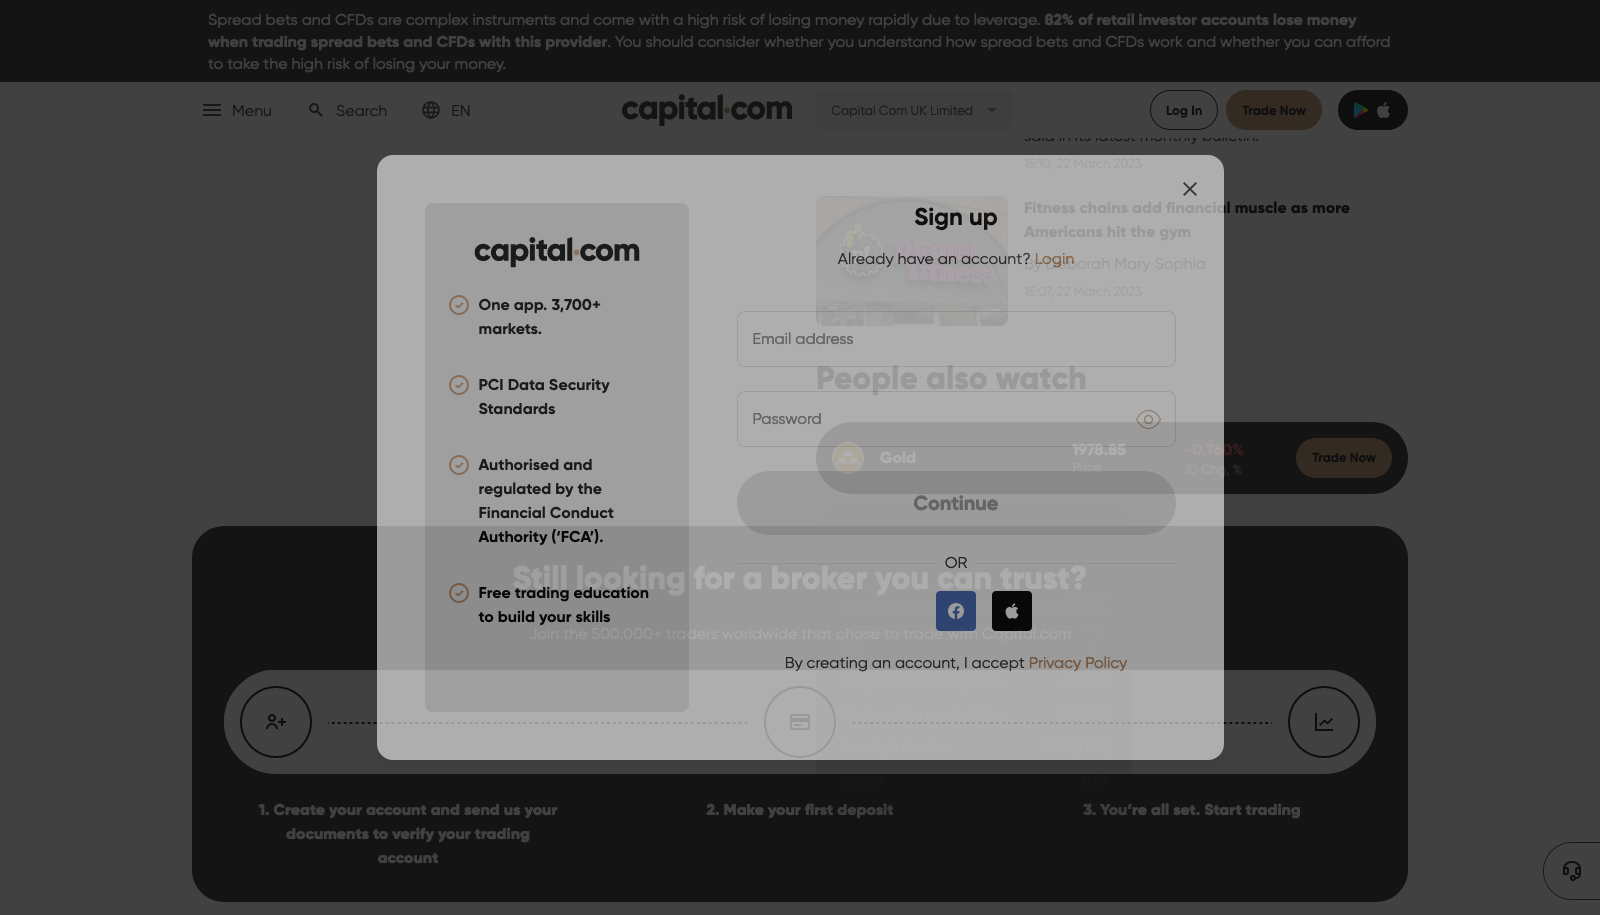 Spread bets and CFDs are complex instruments and come with a high risk of losing money rapidly due to leverage. 82% of retail investor accounts lose money
when trading spread bets and CFDs with this provider. You should consider whether you understand how spread bets and CFDs work and whether you can afford
to take the high risk of losing your money.
Menu
Search
EN
capital.com
Capital Com UK Limited
Log In
Trade Now
said in its latest monthly bulletin.
15:10, 22 March 2023
Fitness chains add financial muscle as more
Americans hit the gym
By Deborah Mary Sophia
15:07, 22 March 2023
planet
fitness
People also watch
Gold
1978.85
Price
-0.760%
1D Chg, %
Trade Now
capital.com
One app. 3,700+
markets.
PCI Data Security
Standards
Authorised and
regulated by the
Financial Conduct
Authority (‘FCA’).
Free trading education
to build your skills
Sign up
Already have an account? Login
Email address
Password
Continue
OR
By creating an account, I accept Privacy Policy
Still looking for a broker you can trust?
Join the 500.000+ traders worldwide that chose to trade with Capital.com
1. Create your account and send us your
documents to verify your trading
account
2. Make your first deposit
3. You’re all set. Start trading